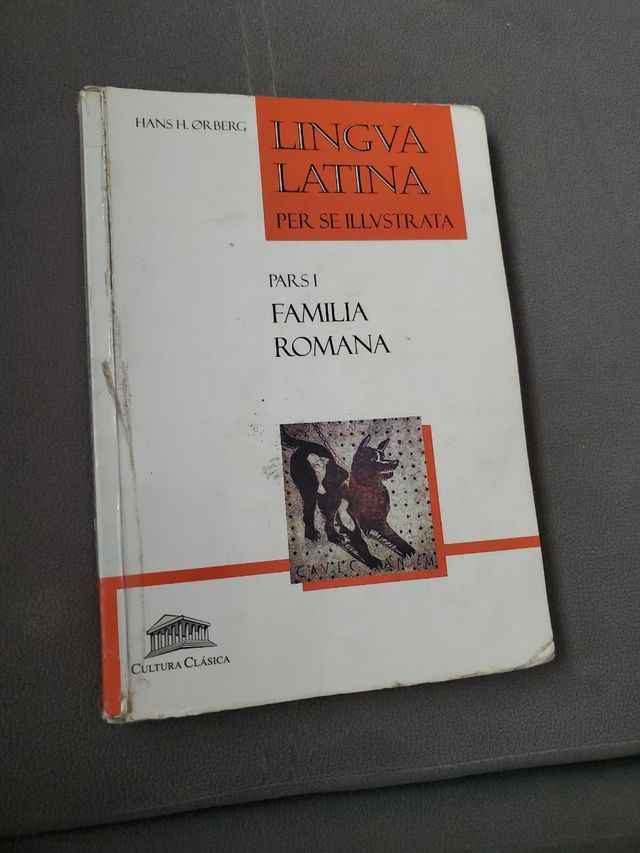 HANS H. ØRBERG
LINGVA
LATINA
PER SE ILLVSTRATA
PARS I
FAMILIA
ROMANA
CAVE CANEM
CULTURA CLÁSICA